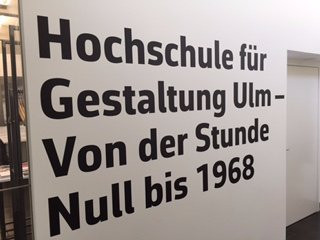 Hochschule für
Gestaltung Ulm –
Von der Stunde
Null bis 1968